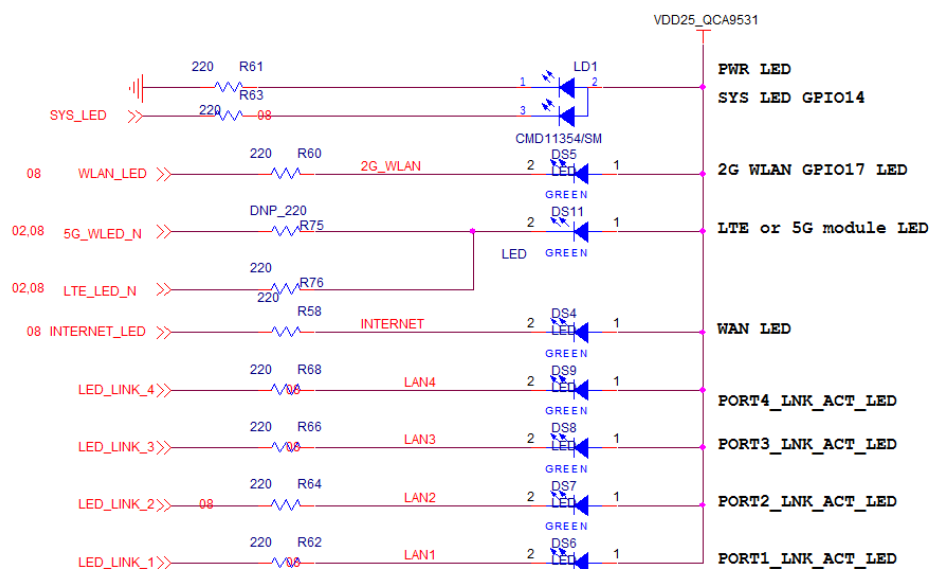 VDD25_QCA9531
220 R61 LD1 PWR LED
1 2
R63 SYS LED GPIO14
SYS_LED 220 08 3
CMD11354/SM
220 R60 DS5
08 WLAN_LED 2G_WLAN 2 LED 1 2G WLAN GPIO17 LED
GREEN
DNP_220 DS11
02,08 5G_WLED_N R75 2 1 LTE or 5G module LED
LED GREEN
220
02,08 LTE_LED_N R76
220 R58 DS4
08 INTERNET_LED INTERNET 2 LED 1 WAN LED
GREEN
220 R68 DS9
LED_LINK_4 08 LAN4 2 LED 1 PORT4_LNK_ACT_LED
GREEN
220 R66 DS8
LED_LINK_3 08 LAN3 2 LED 1 PORT3_LNK_ACT_LED
GREEN
220 R64 DS7
LED_LINK_2 08 LAN2 2 LED 1 PORT2_LNK_ACT_LED
GREEN
220 R62 DS6
LED_LINK_1 08 LAN1 2 LED 1 PORT1_LNK_ACT_LED